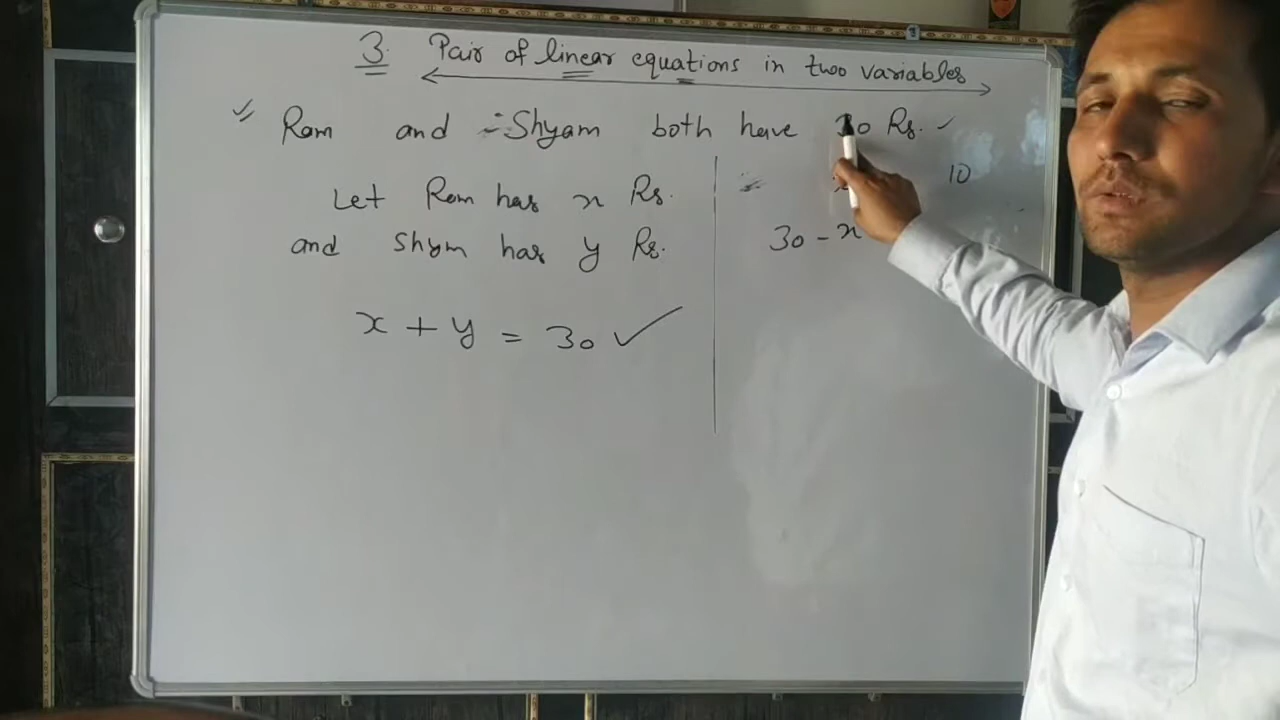 3. Pair of linear equations in two variables
Ram and Shyam both have 30 Rs.
Let Ram has x Rs.
and Shym has y Rs.
x + y = 30
10
30 - x